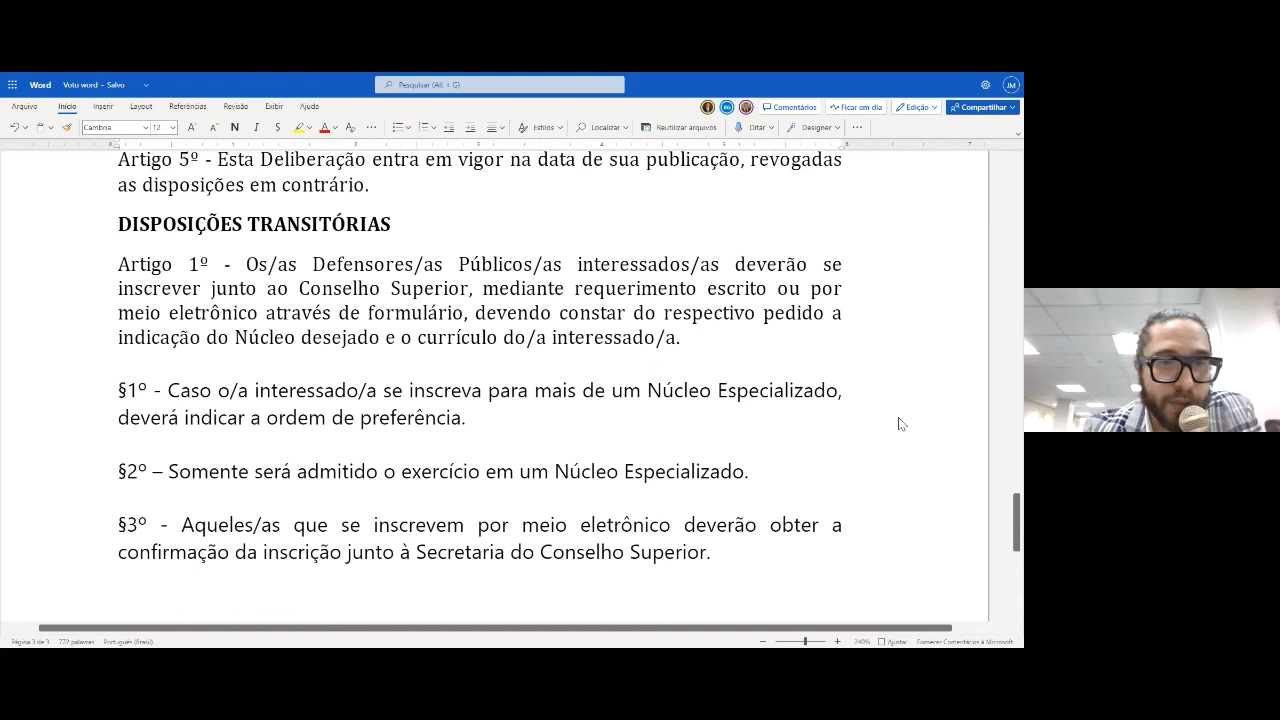 Word Voto word - Salvo Pesquisar (Alt + G) JM
Arquivo Início Inserir Layout Referências Revisão Exibir Ajuda Comentários Ficar em dia Edição Compartilhar
Cambria 12 N I S A Estilos Localizar Reutilizar arquivos Ditar Designer
Artigo 5º - Esta Deliberação entra em vigor na data de sua publicação, revogadas
as disposições em contrário.
DISPOSIÇÕES TRANSITÓRIAS
Artigo 1º - Os/as Defensores/as Públicos/as interessados/as deverão se
inscrever junto ao Conselho Superior, mediante requerimento escrito ou por
meio eletrônico através de formulário, devendo constar do respectivo pedido a
indicação do Núcleo desejado e o currículo do/a interessado/a.
§1º - Caso o/a interessado/a se inscreva para mais de um Núcleo Especializado,
deverá indicar a ordem de preferência.
§2º – Somente será admitido o exercício em um Núcleo Especializado.
§3º - Aqueles/as que se inscrevem por meio eletrônico deverão obter a
confirmação da inscrição junto à Secretaria do Conselho Superior.
Página 3 de 3 772 palavras Português (Brasil) 240% Ajustar Fornecer Comentários à Microsoft